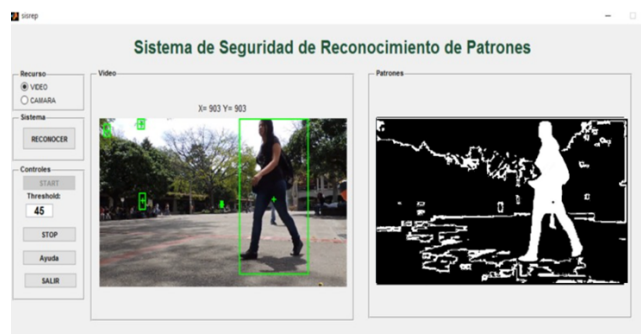 sisrep
Sistema de Seguridad de Reconocimiento de Patrones
Recurso
VIDEO
CAMARA
Sistema
RECONOCER
Controles
START
Threshold:
45
STOP
Ayuda
SALIR
Video
X= 903 Y= 903
Patrones